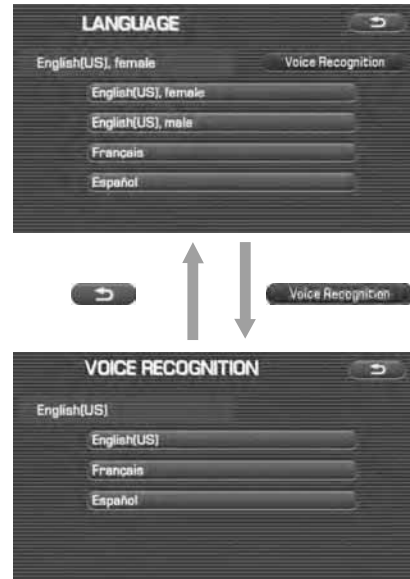 LANGUAGE
English(US), female Voice Recognition
English(US), female
English(US), male
Français
Español
Voice Recognition
VOICE RECOGNITION
English(US)
English(US)
Français
Español